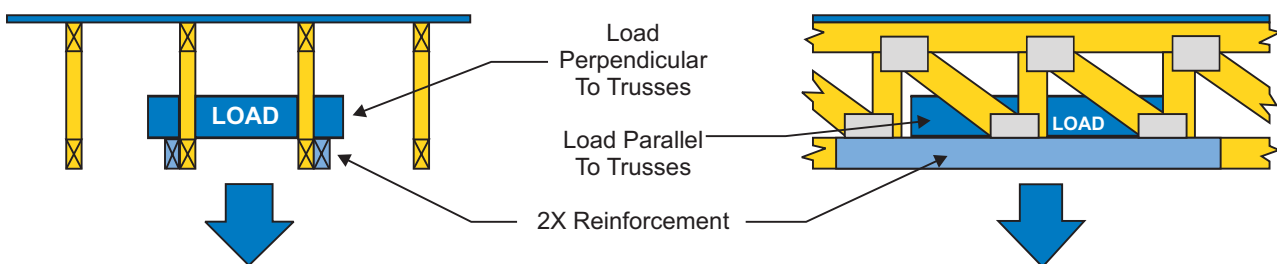 Load
Perpendicular
To Trusses
LOAD
Load Parallel
To Trusses
LOAD
2X Reinforcement